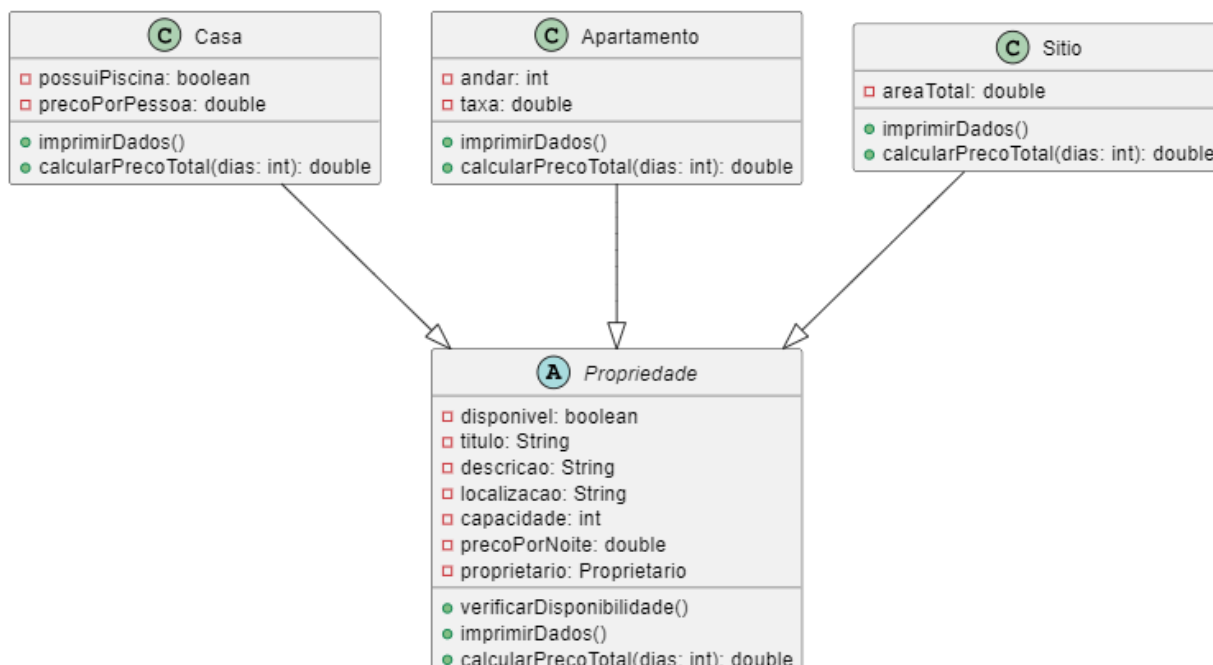 C Casa
possuiPiscina: boolean
precoPorPessoa: double
imprimirDados()
calcularPrecoTotal(dias: int): double
C Apartamento
andar: int
taxa: double
imprimirDados()
calcularPrecoTotal(dias: int): double
C Sitio
areaTotal: double
imprimirDados()
calcularPrecoTotal(dias: int): double
A Propriedade
disponivel: boolean
titulo: String
descricao: String
localizacao: String
capacidade: int
precoPorNoite: double
proprietario: Proprietario
verificarDisponibilidade()
imprimirDados()
calcularPrecoTotal(dias: int): double